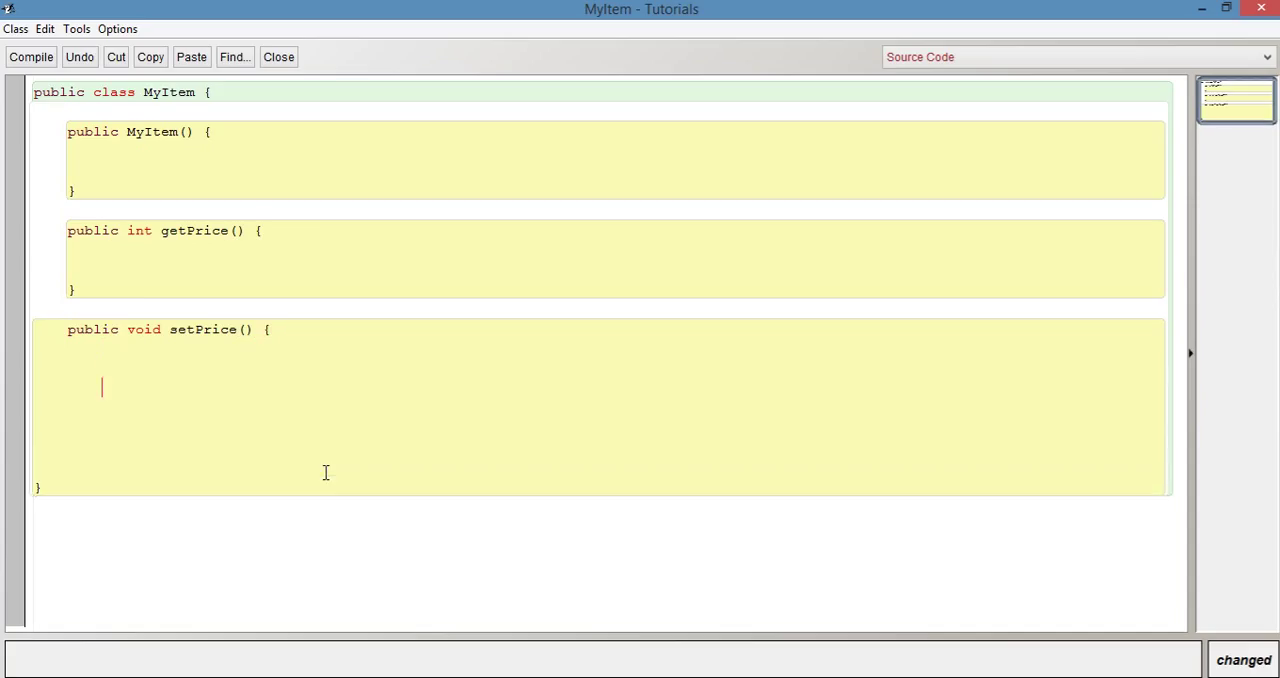 MyItem - Tutorials
Class Edit Tools Options
Compile Undo Cut Copy Paste Find... Close Source Code
public class MyItem {
public MyItem() {
}
public int getPrice() {
}
public void setPrice() {
}
changed